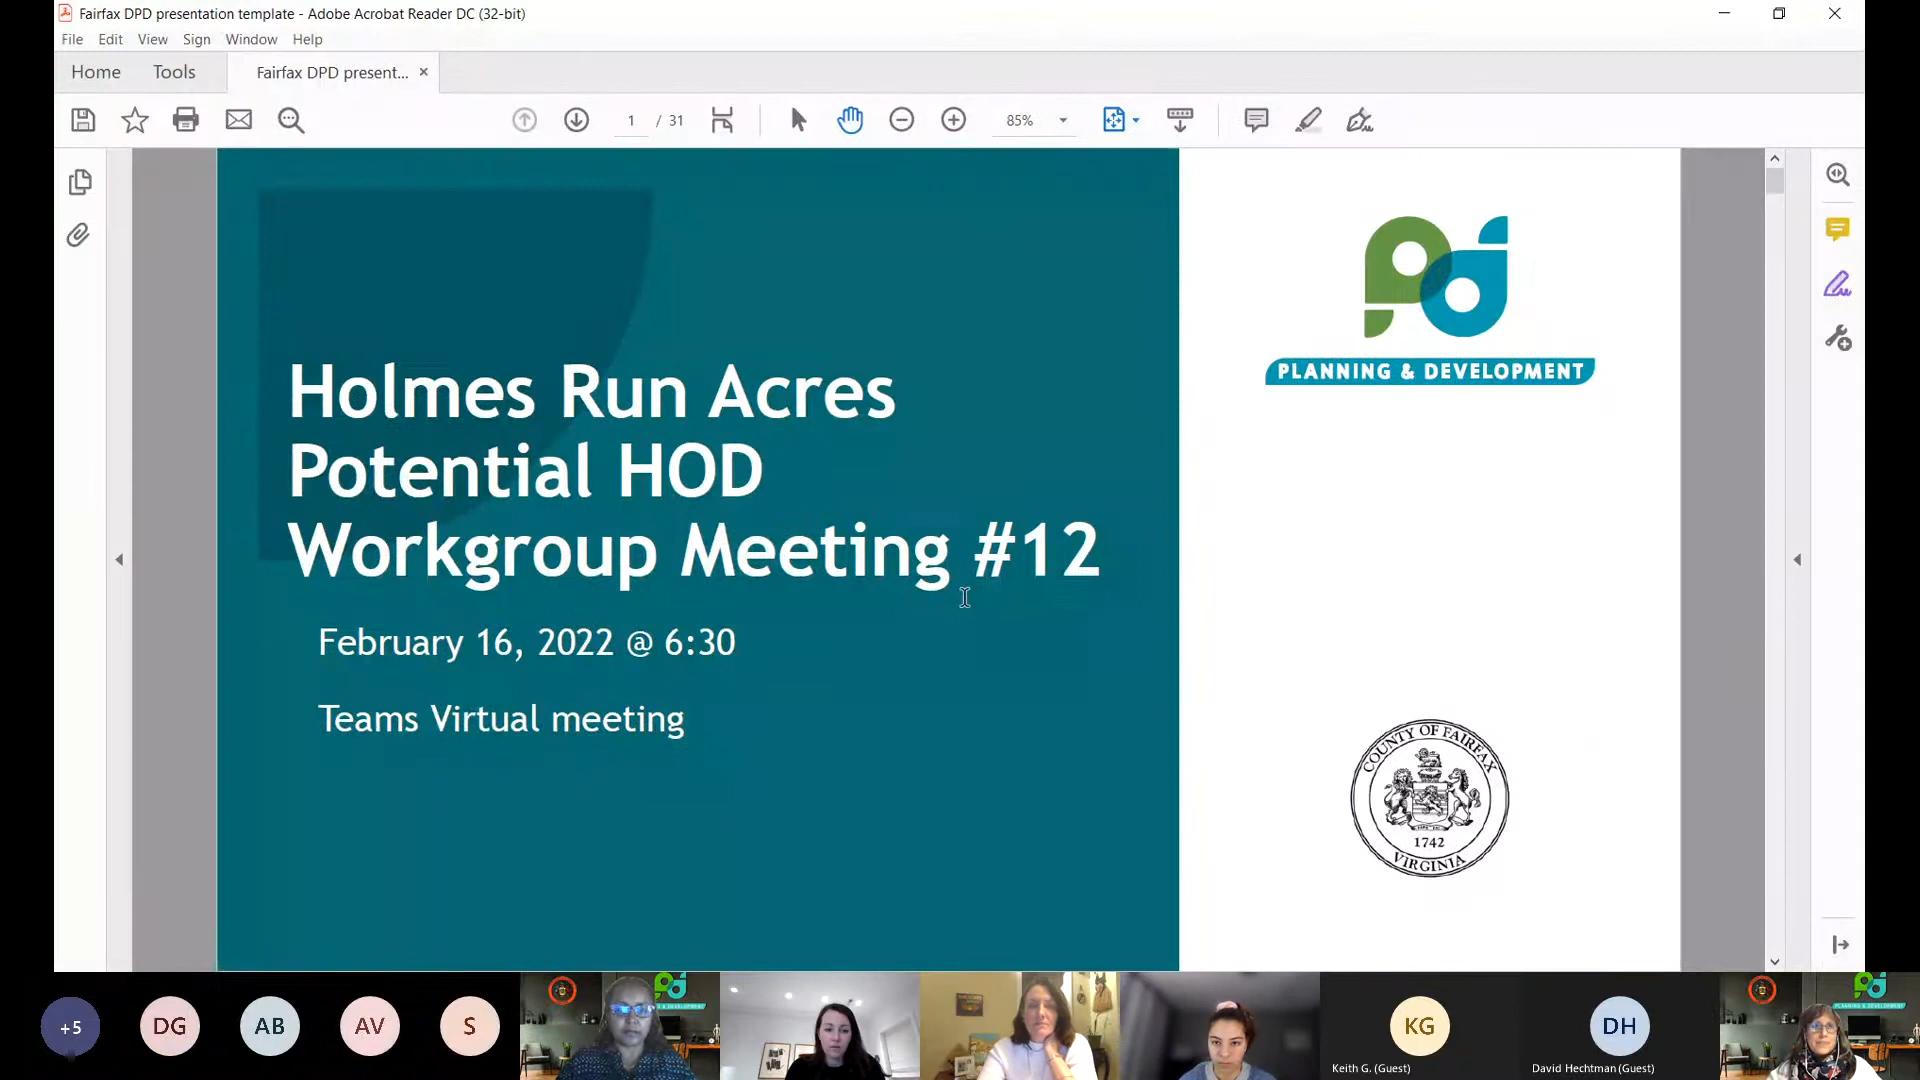 Fairfax DPD presentation template - Adobe Acrobat Reader DC (32-bit)
File Edit View Sign Window Help
Home Tools Fairfax DPD present... ×
1 / 31 85%
Holmes Run Acres
Potential HOD
Workgroup Meeting #12
February 16, 2022 @ 6:30
Teams Virtual meeting
PLANNING & DEVELOPMENT
COUNTY OF FAIRFAX
1742
VIRGINIA
+5 DG AB AV S KG DH
Keith G. (Guest) David Hechtman (Guest)